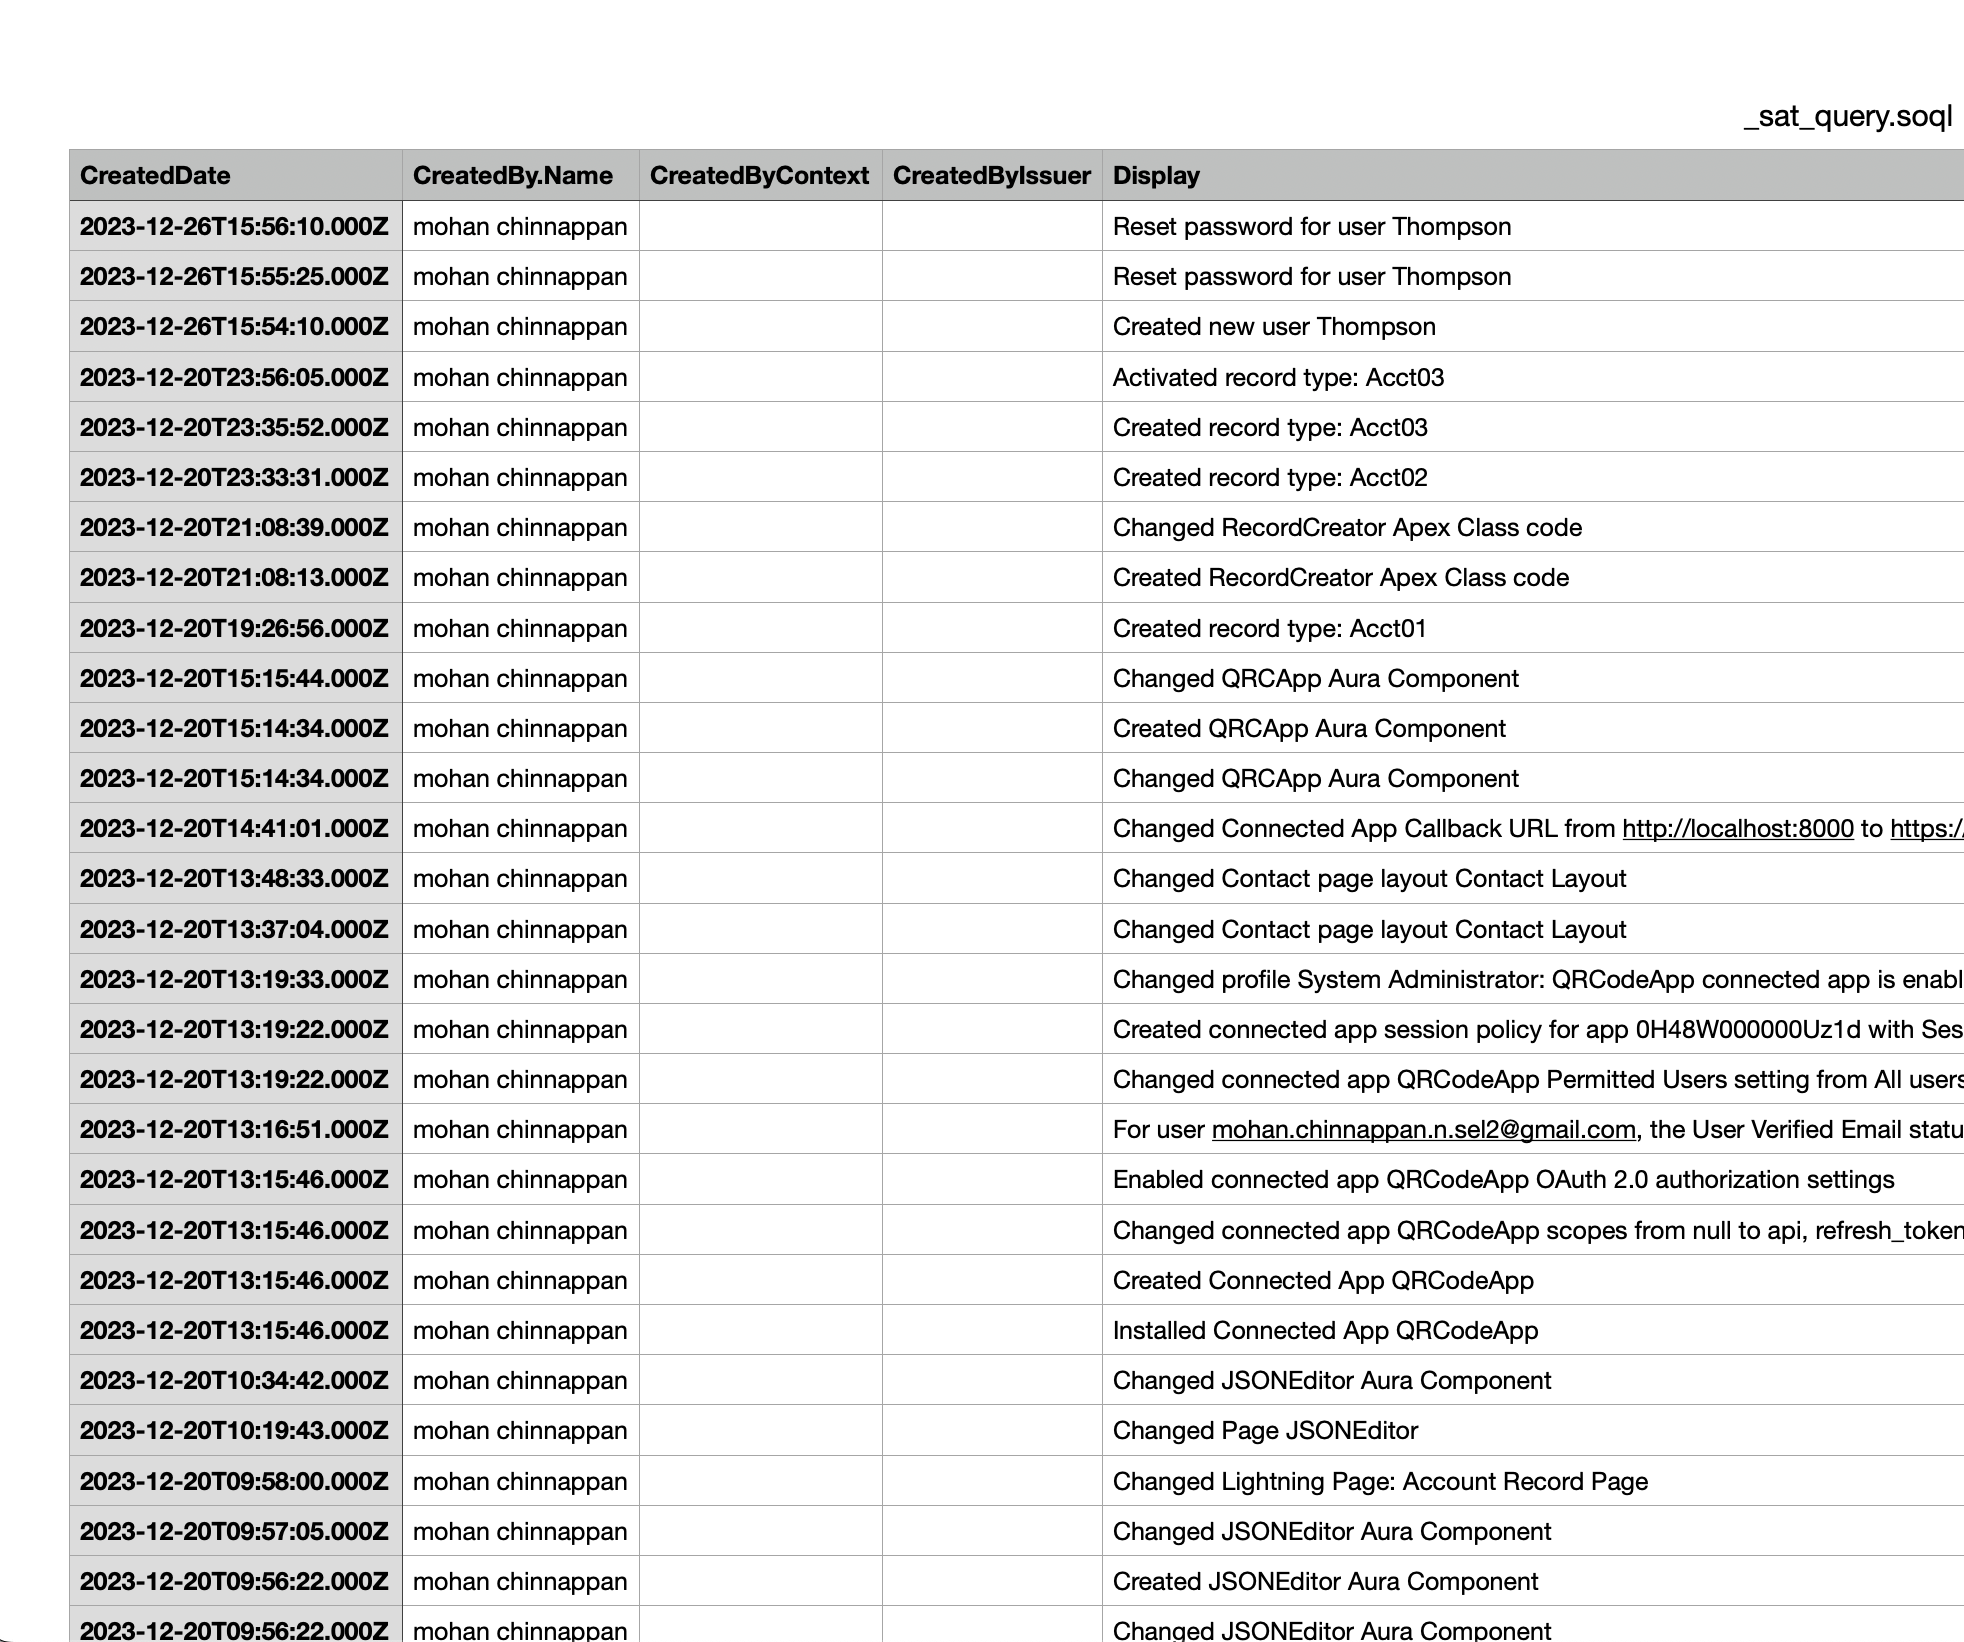 _sat_query.soql
CreatedDate CreatedBy.Name CreatedByContext CreatedByIssuer Display
2023-12-26T15:56:10.000Z mohan chinnappan Reset password for user Thompson
2023-12-26T15:55:25.000Z mohan chinnappan Reset password for user Thompson
2023-12-26T15:54:10.000Z mohan chinnappan Created new user Thompson
2023-12-20T23:56:05.000Z mohan chinnappan Activated record type: Acct03
2023-12-20T23:35:52.000Z mohan chinnappan Created record type: Acct03
2023-12-20T23:33:31.000Z mohan chinnappan Created record type: Acct02
2023-12-20T21:08:39.000Z mohan chinnappan Changed RecordCreator Apex Class code
2023-12-20T21:08:13.000Z mohan chinnappan Created RecordCreator Apex Class code
2023-12-20T19:26:56.000Z mohan chinnappan Created record type: Acct01
2023-12-20T15:15:44.000Z mohan chinnappan Changed QRCApp Aura Component
2023-12-20T15:14:34.000Z mohan chinnappan Created QRCApp Aura Component
2023-12-20T15:14:34.000Z mohan chinnappan Changed QRCApp Aura Component
2023-12-20T14:41:01.000Z mohan chinnappan Changed Connected App Callback URL from http://localhost:8000 to https:/
2023-12-20T13:48:33.000Z mohan chinnappan Changed Contact page layout Contact Layout
2023-12-20T13:37:04.000Z mohan chinnappan Changed Contact page layout Contact Layout
2023-12-20T13:19:33.000Z mohan chinnappan Changed profile System Administrator: QRCodeApp connected app is enabl
2023-12-20T13:19:22.000Z mohan chinnappan Created connected app session policy for app 0H48W000000Uz1d with Ses
2023-12-20T13:19:22.000Z mohan chinnappan Changed connected app QRCodeApp Permitted Users setting from All users
2023-12-20T13:16:51.000Z mohan chinnappan For user mohan.chinnappan.n.sel2@gmail.com, the User Verified Email statu
2023-12-20T13:15:46.000Z mohan chinnappan Enabled connected app QRCodeApp OAuth 2.0 authorization settings
2023-12-20T13:15:46.000Z mohan chinnappan Changed connected app QRCodeApp scopes from null to api, refresh_token
2023-12-20T13:15:46.000Z mohan chinnappan Created Connected App QRCodeApp
2023-12-20T13:15:46.000Z mohan chinnappan Installed Connected App QRCodeApp
2023-12-20T10:34:42.000Z mohan chinnappan Changed JSONEditor Aura Component
2023-12-20T10:19:43.000Z mohan chinnappan Changed Page JSONEditor
2023-12-20T09:58:00.000Z mohan chinnappan Changed Lightning Page: Account Record Page
2023-12-20T09:57:05.000Z mohan chinnappan Changed JSONEditor Aura Component
2023-12-20T09:56:22.000Z mohan chinnappan Created JSONEditor Aura Component
2023-12-20T09:56:22.000Z mohan chinnappan Changed JSONEditor Aura Component